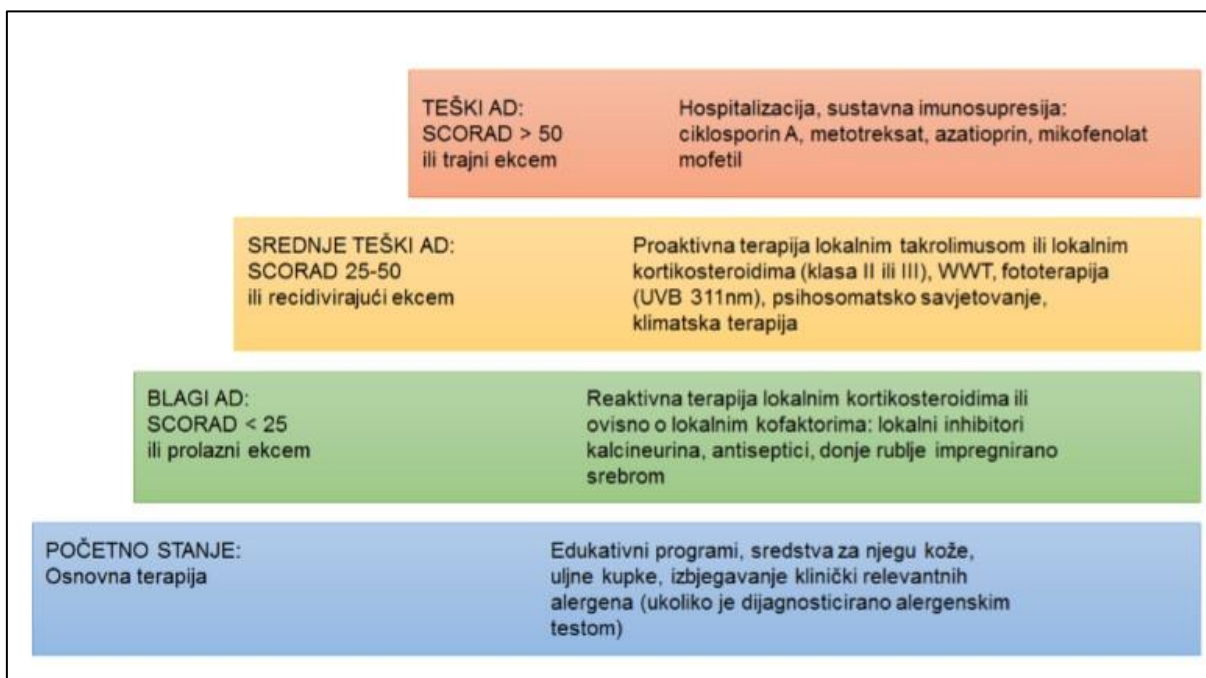 TEŠKI AD:
SCORAD > 50
ili trajni ekcem
Hospitalizacija, sustavna imunosupresija:
ciklosporin A, metotreksat, azatioprin, mikofenolat
mofetil
SREDNJE TEŠKI AD:
SCORAD 25-50
ili recidivirajući ekcem
Proaktivna terapija lokalnim takrolimusom ili lokalnim
kortikosteroidima (klasa II ili III), WWT, fototerapija
(UVB 311nm), psihosomatsko savjetovanje,
klimatska terapija
BLAGI AD:
SCORAD < 25
ili prolazni ekcem
Reaktivna terapija lokalnim kortikosteroidima ili
ovisno o lokalnim kofaktorima: lokalni inhibitori
kalcineurina, antiseptici, donje rublje impregnirano
srebrom
POČETNO STANJE:
Osnovna terapija
Edukativni programi, sredstva za njegu kože,
uljne kupke, izbjegavanje klinički relevantnih
alergena (ukoliko je dijagnosticirano alergenskim
testom)